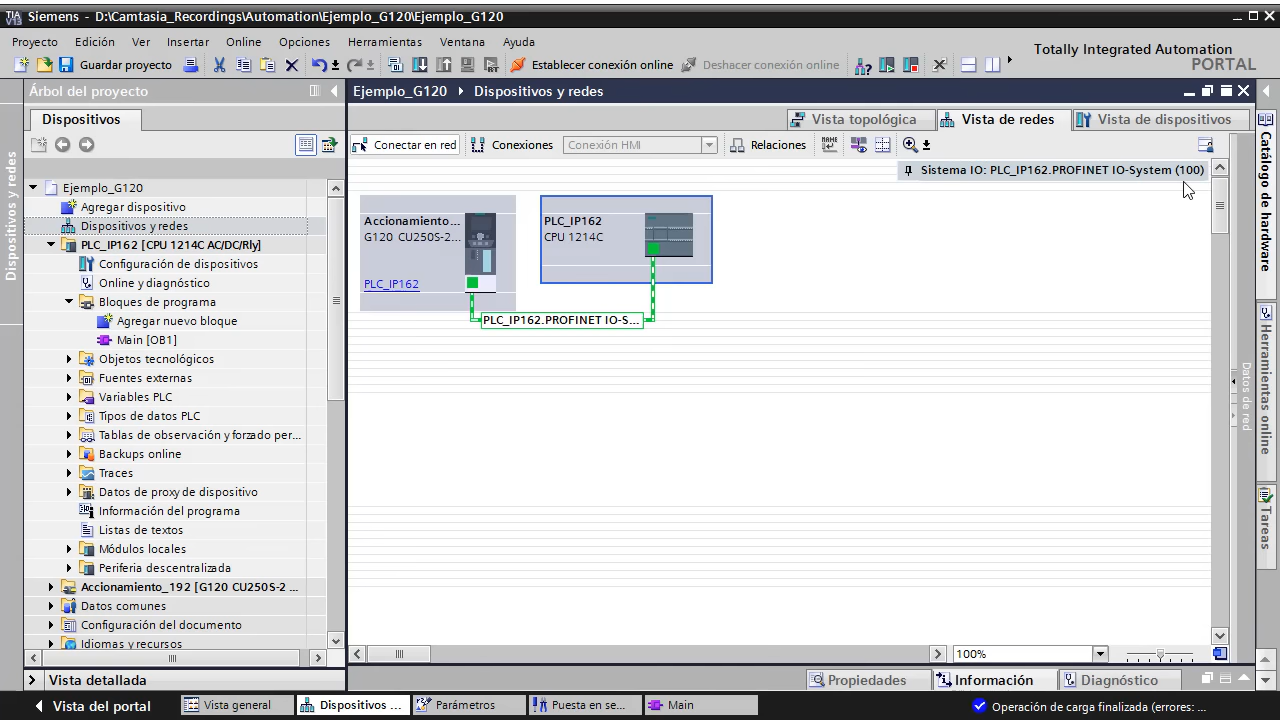 Siemens - D:\Camtasia_Recordings\Automation\Ejemplo_G120\Ejemplo_G120
TIA
V13
Proyecto Edición Ver Insertar Online Opciones Herramientas Ventana Ayuda
Totally Integrated Automation
PORTAL
Guardar proyecto
Establecer conexión online
Deshacer conexión online
Árbol del proyecto
Ejemplo_G120 Dispositivos y redes
Dispositivos
Vista topológica
Vista de redes
Vista de dispositivos
Conectar en red
Conexiones
Conexión HMI
Relaciones
Sistema IO: PLC_IP162.PROFINET IO-System (100)
Dispositivos y redes
Ejemplo_G120
Agregar dispositivo
Dispositivos y redes
PLC_IP162 [CPU 1214C AC/DC/Rly]
Configuración de dispositivos
Online y diagnóstico
Bloques de programa
Agregar nuevo bloque
Main [OB1]
Objetos tecnológicos
Fuentes externas
Variables PLC
Tipos de datos PLC
Tablas de observación y forzado per...
Backups online
Traces
Datos de proxy de dispositivo
Información del programa
Listas de textos
Módulos locales
Periferia descentralizada
Accionamiento_192 [G120 CU250S-2 ...
Datos comunes
Configuración del documento
Idiomas y recursos
Accionamiento...
G120 CU250S-2...
PLC_IP162
PLC_IP162
CPU 1214C
PLC_IP162.PROFINET IO-S...
Datos de red
Catálogo de hardware
Herramientas online
Tareas
100%
Vista detallada
Propiedades
Información
Diagnóstico
Vista del portal
Vista general
Dispositivos ...
Parámetros
Puesta en se...
Main
Operación de carga finalizada (errores: ...